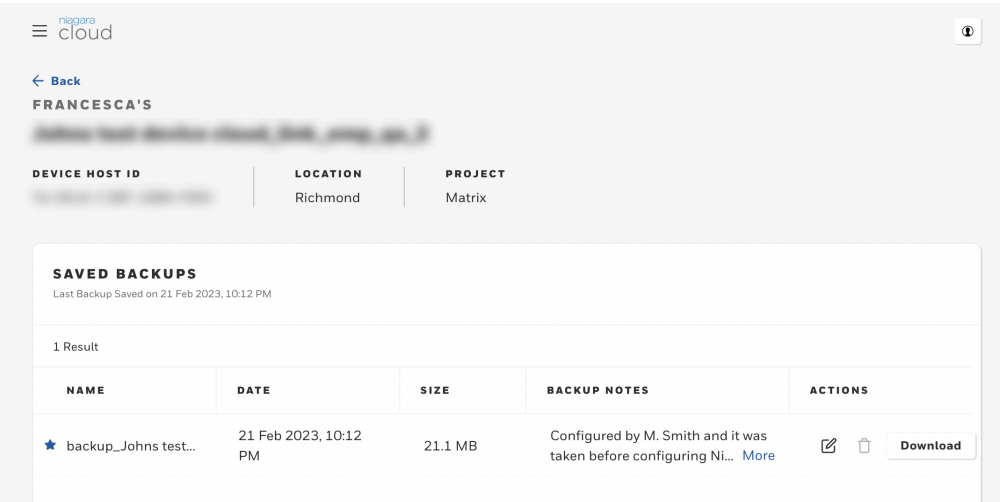 niagara
cloud
Back
FRANCESCA'S
DEVICE HOST ID
LOCATION
Richmond
PROJECT
Matrix
SAVED BACKUPS
Last Backup Saved on 21 Feb 2023, 10:12 PM
1 Result
NAME DATE SIZE BACKUP NOTES ACTIONS
backup_Johns test...
21 Feb 2023, 10:12
PM
21.1 MB
Configured by M. Smith and it was
taken before configuring Ni... More
Download